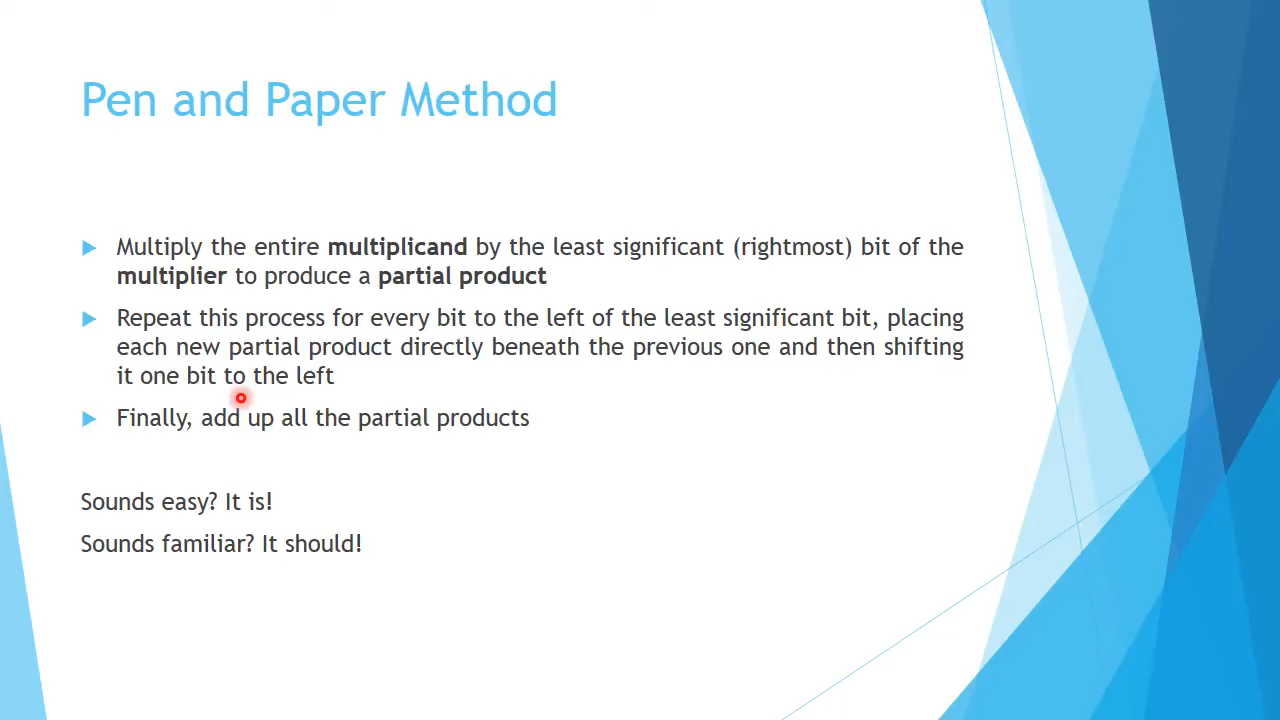 Pen and Paper Method
Multiply the entire multiplicand by the least significant (rightmost) bit of the
multiplier to produce a partial product
Repeat this process for every bit to the left of the least significant bit, placing
each new partial product directly beneath the previous one and then shifting
it one bit to the left
Finally, add up all the partial products
Sounds easy? It is!
Sounds familiar? It should!